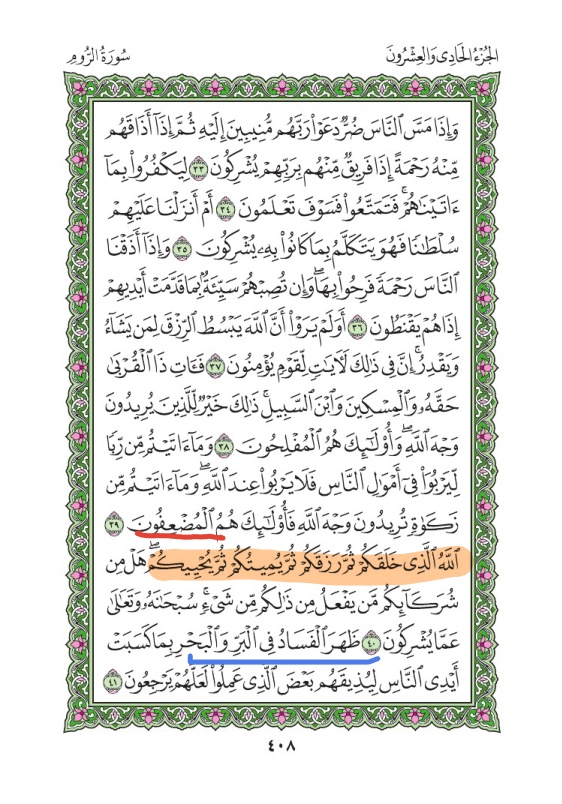 الجُزْءُ الحَادِي وَالعِشْرُونَ سُورَةُ الرُّومِ
وَإِذَا مَسَّ ٱلنَّاسَ ضُرٌّ دَعَوْا۟ رَبَّهُم مُّنِيبِينَ إِلَيْهِ ثُمَّ إِذَآ أَذَاقَهُم
مِّنْهُ رَحْمَةً إِذَا فَرِيقٌ مِّنْهُم بِرَبِّهِمْ يُشْرِكُونَ ٣٣ لِيَكْفُرُوا۟ بِمَآ
ءَاتَيْنَٰهُمْ ۚ فَتَمَتَّعُوا۟ فَسَوْفَ تَعْلَمُونَ ٣٤ أَمْ أَنزَلْنَا عَلَيْهِمْ
سُلْطَٰنًا فَهُوَ يَتَكَلَّمُ بِمَا كَانُوا۟ بِهِۦ يُشْرِكُونَ ٣٥ وَإِذَآ أَذَقْنَا
ٱلنَّاسَ رَحْمَةً فَرِحُوا۟ بِهَا ۖ وَإِن تُصِبْهُمْ سَيِّئَةٌۢ بِمَا قَدَّمَتْ أَيْدِيهِمْ
إِذَا هُمْ يَقْنَطُونَ ٣٦ أَوَلَمْ يَرَوْا۟ أَنَّ ٱللَّهَ يَبْسُطُ ٱلرِّزْقَ لِمَن يَشَآءُ
وَيَقْدِرُ ۚ إِنَّ فِى ذَٰلِكَ لَءَايَٰتٍ لِّقَوْمٍ يُؤْمِنُونَ ٣٧ فَـَٔاتِ ذَا ٱلْقُرْبَىٰ
حَقَّهُۥ وَٱلْمِسْكِينَ وَٱبْنَ ٱلسَّبِيلِ ۚ ذَٰلِكَ خَيْرٌ لِّلَّذِينَ يُرِيدُونَ
وَجْهَ ٱللَّهِ ۖ وَأُو۟لَٰٓئِكَ هُمُ ٱلْمُفْلِحُونَ ٣٨ وَمَآ ءَاتَيْتُم مِّن رِّبًا
لِّيَرْبُوَا۟ فِىٓ أَمْوَٰلِ ٱلنَّاسِ فَلَا يَرْبُوا۟ عِندَ ٱللَّهِ ۖ وَمَآ ءَاتَيْتُم مِّن
زَكَوٰةٍ تُرِيدُونَ وَجْهَ ٱللَّهِ فَأُو۟لَٰٓئِكَ هُمُ ٱلْمُضْعِفُونَ ٣٩
ٱللَّهُ ٱلَّذِى خَلَقَكُمْ ثُمَّ رَزَقَكُمْ ثُمَّ يُمِيتُكُمْ ثُمَّ يُحْيِيكُمْ ۖ هَلْ مِن
شُرَكَآئِكُم مَّن يَفْعَلُ مِن ذَٰلِكُم مِّن شَىْءٍ ۚ سُبْحَٰنَهُۥ وَتَعَٰلَىٰ
عَمَّا يُشْرِكُونَ ٤٠ ظَهَرَ ٱلْفَسَادُ فِى ٱلْبَرِّ وَٱلْبَحْرِ بِمَا كَسَبَتْ
أَيْدِى ٱلنَّاسِ لِيُذِيقَهُم بَعْضَ ٱلَّذِى عَمِلُوا۟ لَعَلَّهُمْ يَرْجِعُونَ ٤١
٤٠٨